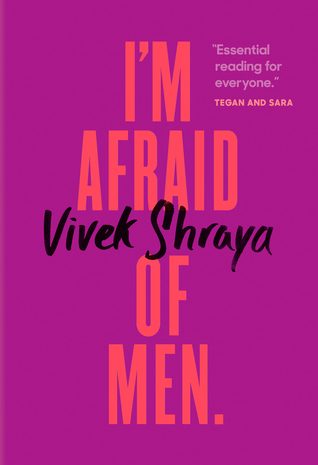 I'M
"Essential
reading for
everyone."
TEGAN AND SARA
AFRAID
Vivek Shraya
OF
MEN.